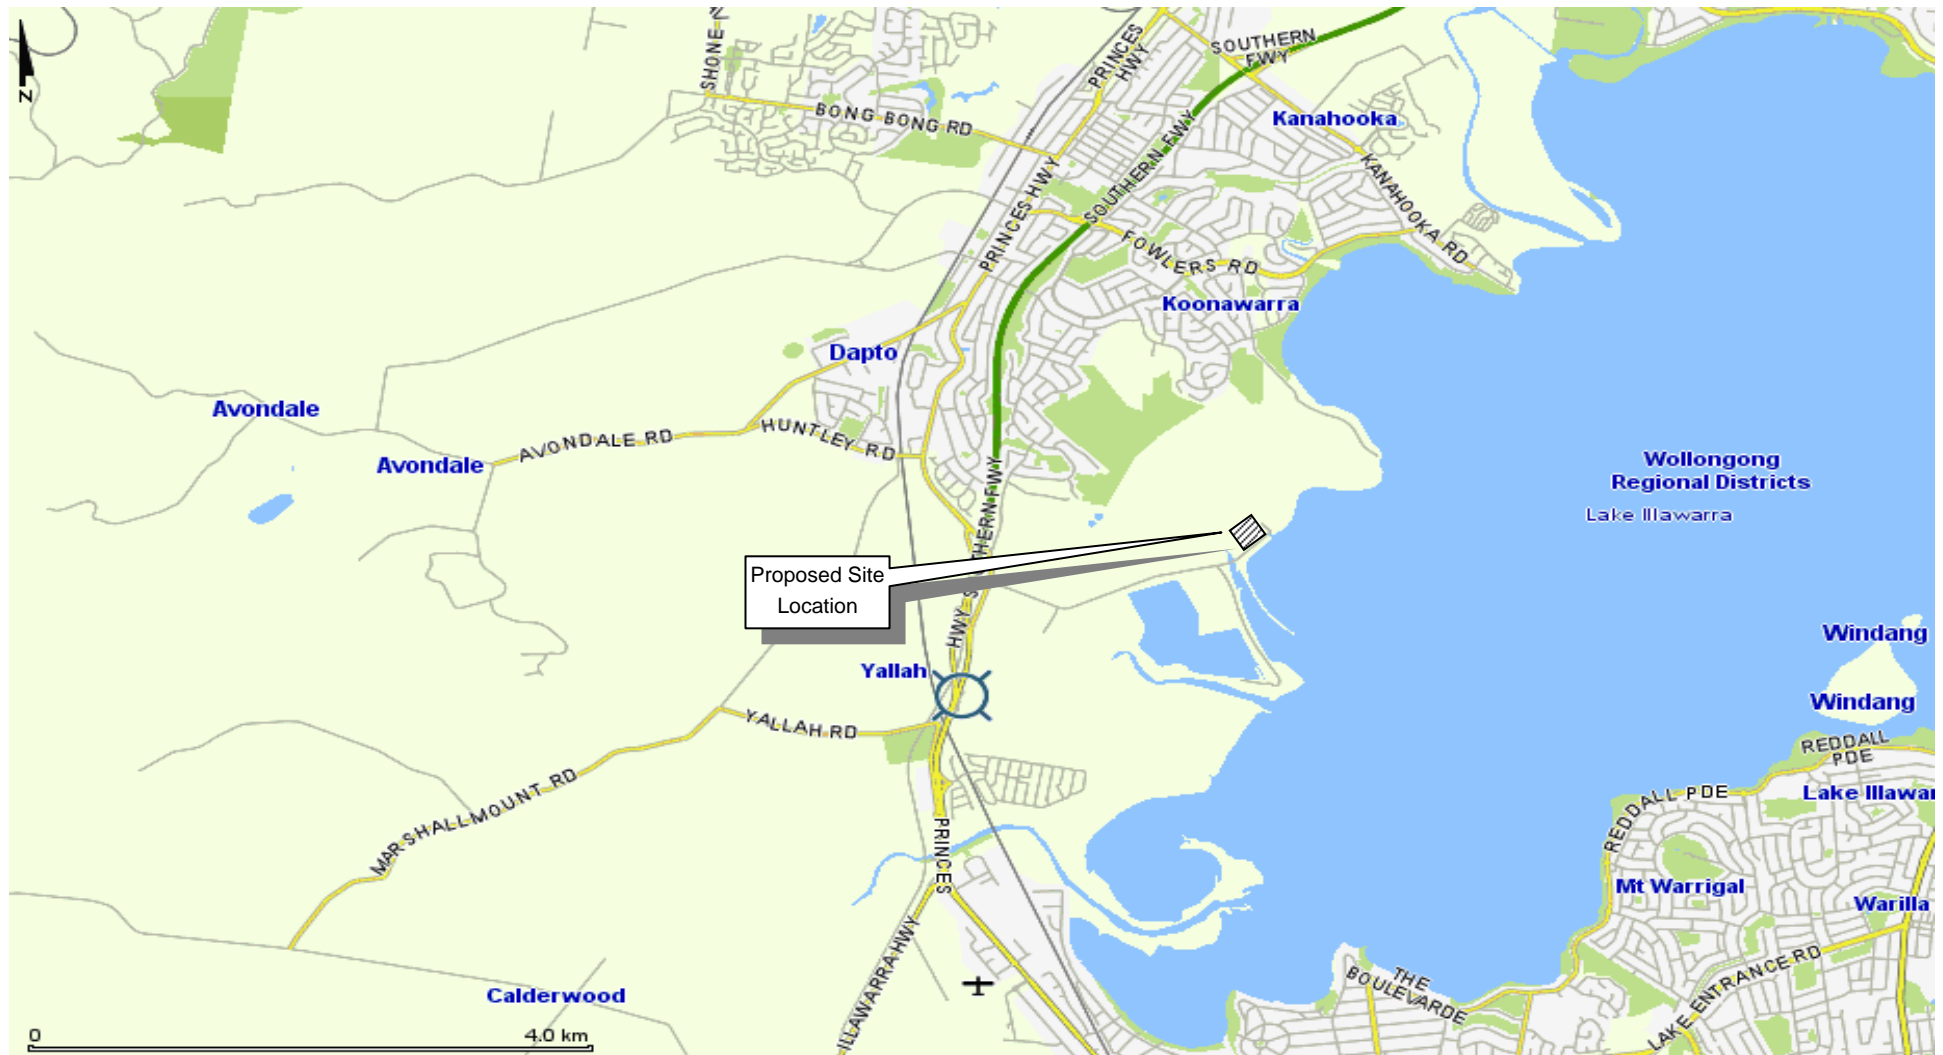 SOUTHERN
FWY
PRINCES
HWY
SHONE
BONG BONG RD
Kanahooka
SOUTHERN FWY
KANAHOOKA RD
PRINCES HWY
FOWLERS RD
Koonawarra
Dapto
Avondale
HUNTLEY RD
AVONDALE RD
Avondale
Wollongong
Regional Districts
Lake Illawarra
Proposed Site
Location
HWY
Windang
Yallah
Windang
YALLAH RD
REDDALL
PDE
MARSHALLMOUNT RD
REDDALL PDE
Lake Illawar
PRINCES
Mt Warrigal
Warilla
ILLAWARRA HWY
THE
BOULEVARDE
LAKE ENTRANCE RD
Calderwood
0 4.0 km
N